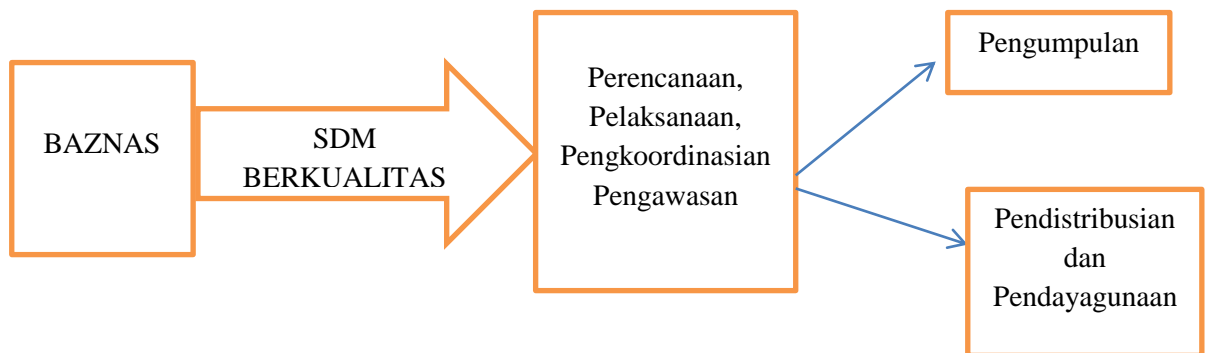 BAZNAS
SDM
BERKUALITAS
Perencanaan,
Pelaksanaan,
Pengkoordinasian
Pengawasan
Pengumpulan
Pendistribusian
dan
Pendayagunaan